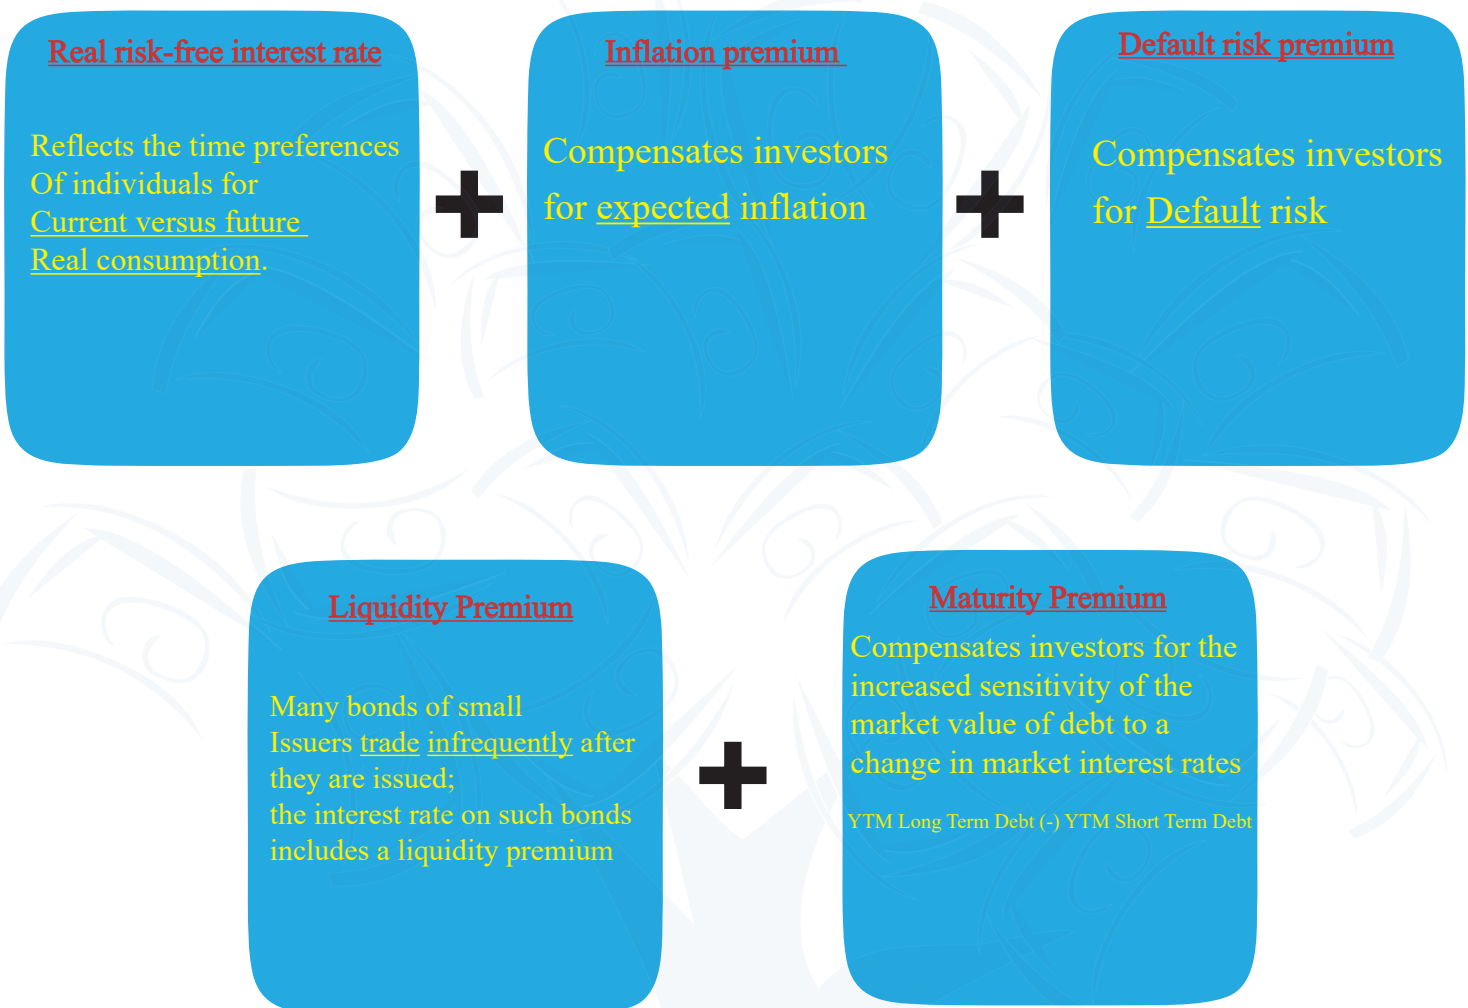 Real risk-free interest rate
Reflects the time preferences
Of individuals for
Current versus future
Real consumption.
Inflation premium
Compensates investors
for expected inflation
Default risk premium
Compensates investors
for Default risk
Liquidity Premium
Many bonds of small
Issuers trade infrequently after
they are issued;
the interest rate on such bonds
includes a liquidity premium
Maturity Premium
Compensates investors for the
increased sensitivity of the
market value of debt to a
change in market interest rates
YTM Long Term Debt (-) YTM Short Term Debt